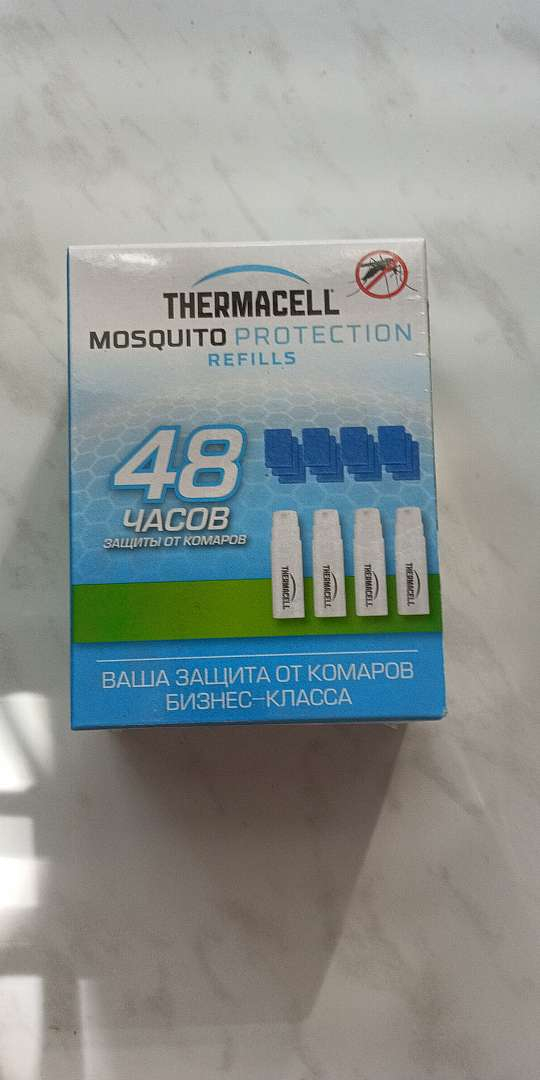 THERMACELL
MOSQUITO PROTECTION
REFILLS
48
ЧАСОВ
ЗАЩИТЫ ОТ КОМАРОВ
THERMACELL
THERMACELL
THERMACELL
THERMACELL
ВАША ЗАЩИТА ОТ КОМАРОВ
БИЗНЕС-КЛАССА